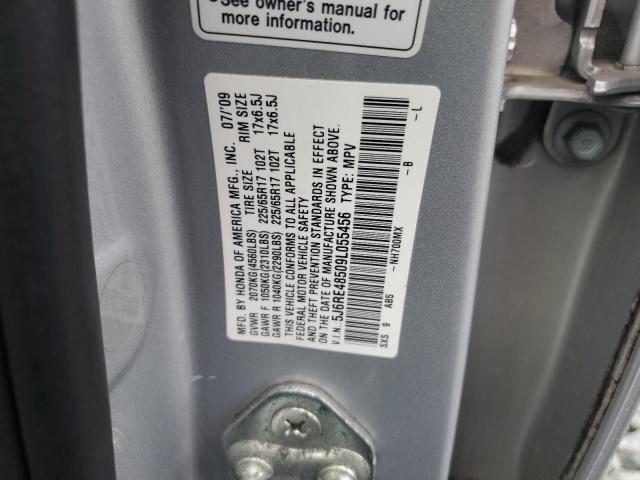 See owner's manual for
more information.
MFD. BY HONDA OF AMERICA MFG., INC. 07/'09
GVWR 2070KG(4560LBS) TIRE SIZE RIM SIZE
GAWR F 1050KG(2310LBS) 225/65R17 102T 17x6.5J
GAWR R 1040KG(2290LBS) 225/65R17 102T 17x6.5J
THIS VEHICLE CONFORMS TO ALL APPLICABLE
FEDERAL MOTOR VEHICLE SAFETY
AND THEFT PREVENTION STANDARDS IN EFFECT
ON THE DATE OF MANUFACTURE SHOWN ABOVE.
V.I.N. 5J6RE48509L055456 TYPE: MPV
NH700MX -B -L
SXS 9 AB5